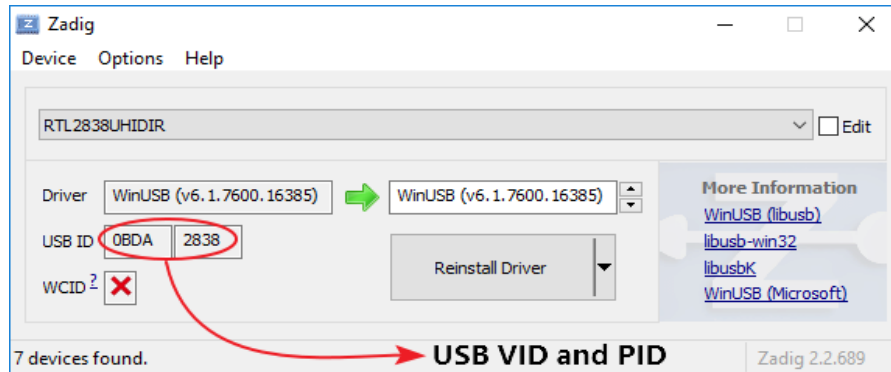 Zadig
Device Options Help
RTL2838UHIDIR
Edit
Driver WinUSB (v6.1.7600.16385) WinUSB (v6.1.7600.16385)
USB ID 0BDA 2838
WCID ?
Reinstall Driver
More Information
WinUSB (libusb)
libusb-win32
libusbK
WinUSB (Microsoft)
USB VID and PID
7 devices found.
Zadig 2.2.689